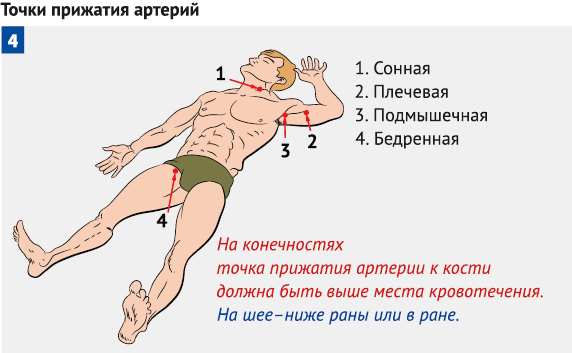 Точки прижатия артерий
4
1
1. Сонная
2. Плечевая
3. Подмышечная
4. Бедренная
3
2
4
На конечностях
точка прижатия артерии к кости
должна быть выше места кровотечения.
На шее–ниже раны или в ране.